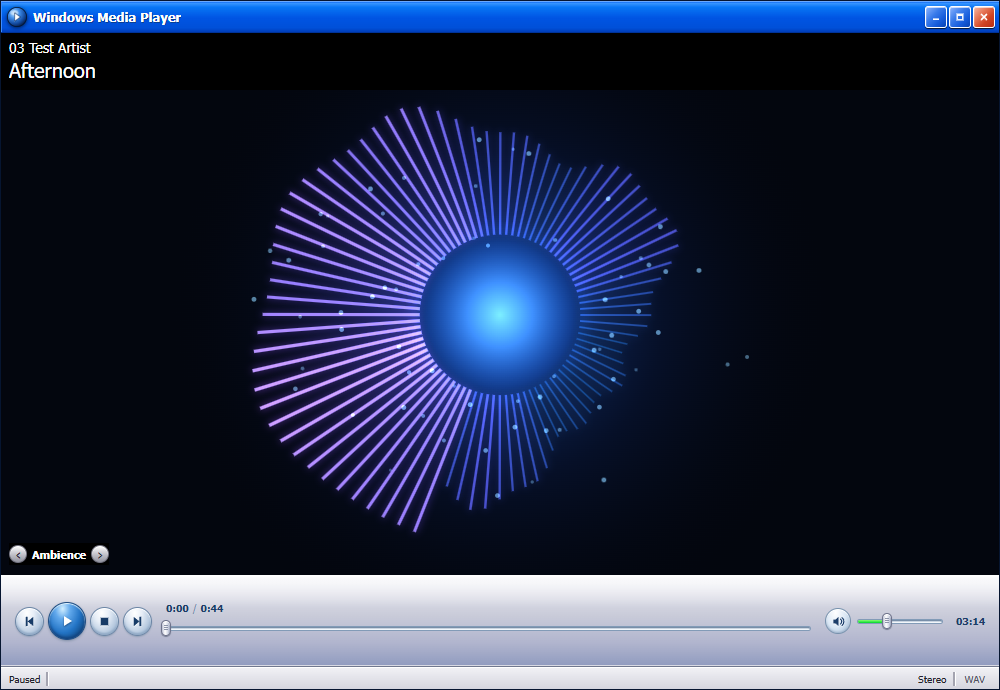 Windows Media Player
03 Test Artist
Afternoon
Ambience
0:00 / 0:44
03:14
Paused
Stereo
WAV